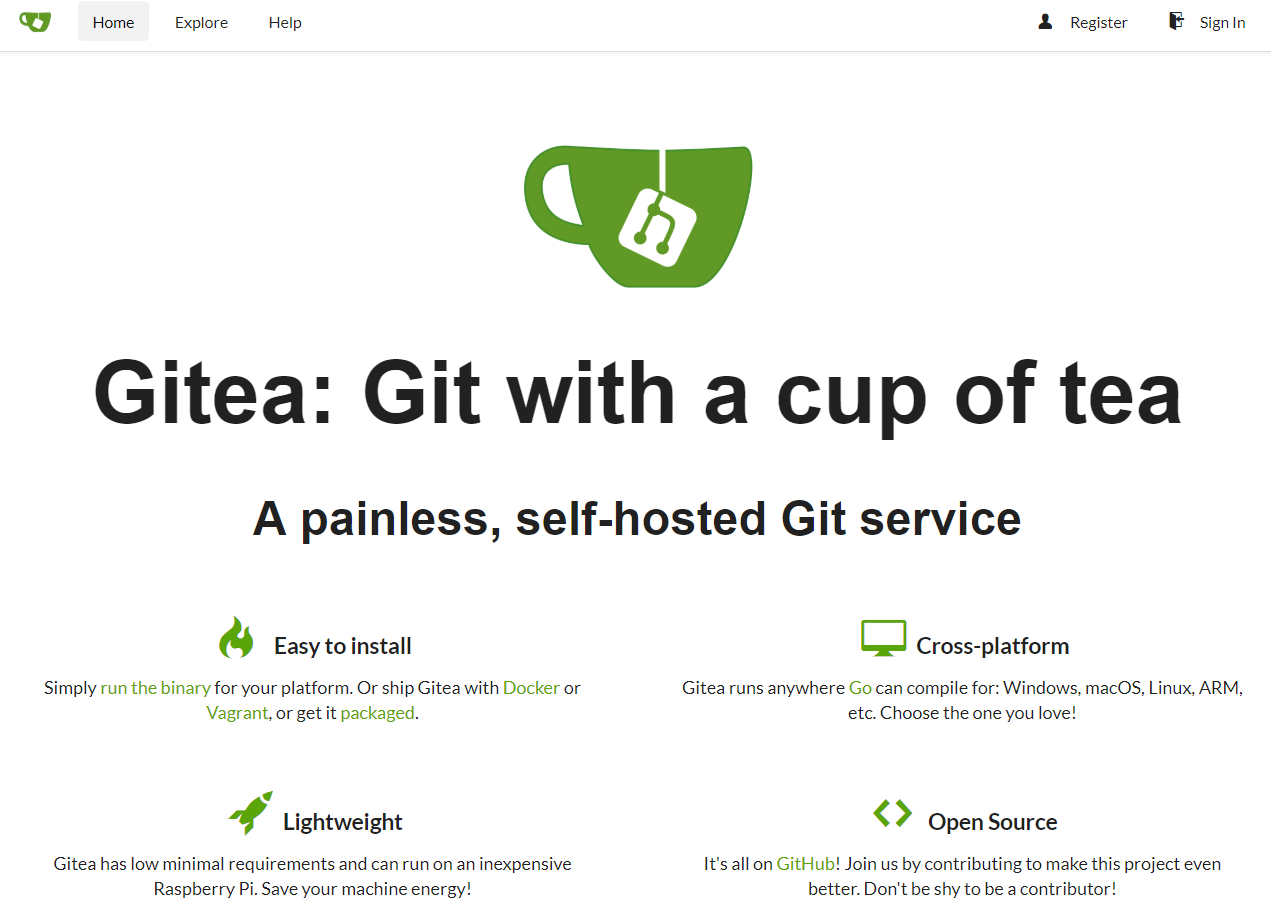 Home Explore Help Register Sign In
Gitea: Git with a cup of tea
A painless, self-hosted Git service
Easy to install
Simply run the binary for your platform. Or ship Gitea with Docker or
Vagrant, or get it packaged.
Cross-platform
Gitea runs anywhere Go can compile for: Windows, macOS, Linux, ARM,
etc. Choose the one you love!
Lightweight
Gitea has low minimal requirements and can run on an inexpensive
Raspberry Pi. Save your machine energy!
Open Source
It's all on GitHub! Join us by contributing to make this project even
better. Don't be shy to be a contributor!